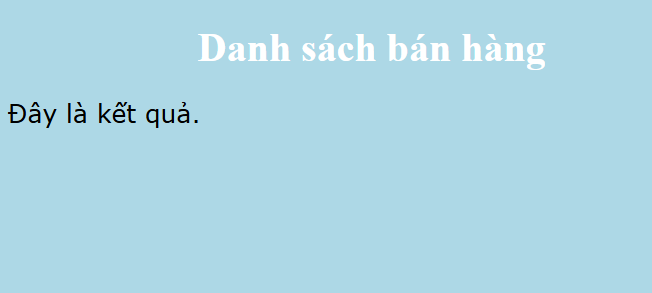 Danh sách bán hàng
Đây là kết quả.